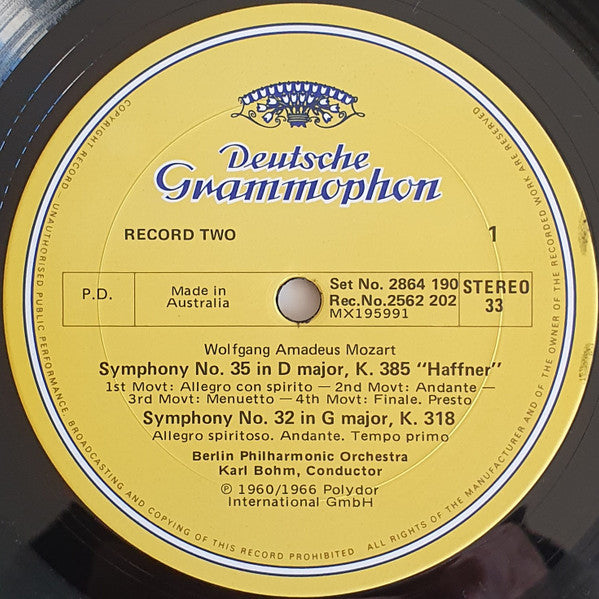 Deutsche
Grammophon
RECORD TWO 1
P.D.
Made in
Australia
Set No. 2864 190
Rec.No.2562 202
MX195991
STEREO
33
Wolfgang Amadeus Mozart
Symphony No. 35 in D major, K. 385 "Haffner"
1st Movt: Allegro con spirito — 2nd Movt: Andante —
3rd Movt: Menuetto — 4th Movt: Finale. Presto
Symphony No. 32 in G major, K. 318
Allegro spiritoso. Andante. Tempo primo
Berlin Philharmonic Orchestra
Karl Bohm, Conductor
℗ 1960/1966 Polydor
International GmbH
COPYRIGHT RECORD — UNAUTHORISED PUBLIC PERFORMANCE, BROADCASTING AND COPYING OF THIS RECORD PROHIBITED
ALL RIGHTS OF THE MANUFACTURER AND OF THE OWNER OF THE RECORDED WORK ARE RESERVED